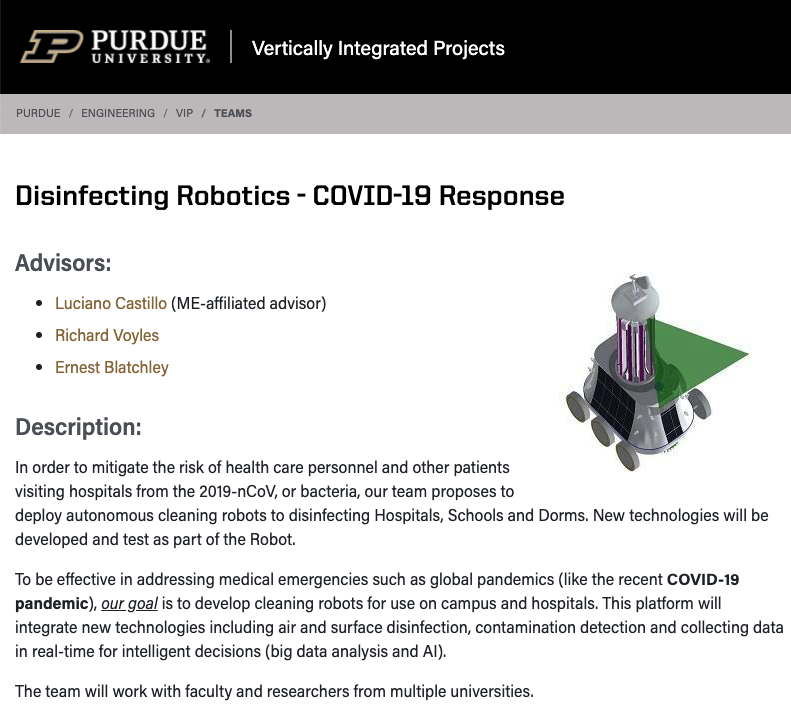 PURDUE UNIVERSITY. Vertically Integrated Projects
PURDUE / ENGINEERING / VIP / TEAMS
Disinfecting Robotics - COVID-19 Response
Advisors:
• Luciano Castillo (ME-affiliated advisor)
• Richard Voyles
• Ernest Blatchley
Description:
In order to mitigate the risk of health care personnel and other patients
visiting hospitals from the 2019-nCoV, or bacteria, our team proposes to
deploy autonomous cleaning robots to disinfecting Hospitals, Schools and Dorms. New technologies will be
developed and test as part of the Robot.
To be effective in addressing medical emergencies such as global pandemics (like the recent COVID-19
pandemic), our goal is to develop cleaning robots for use on campus and hospitals. This platform will
integrate new technologies including air and surface disinfection, contamination detection and collecting data
in real-time for intelligent decisions (big data analysis and AI).
The team will work with faculty and researchers from multiple universities.